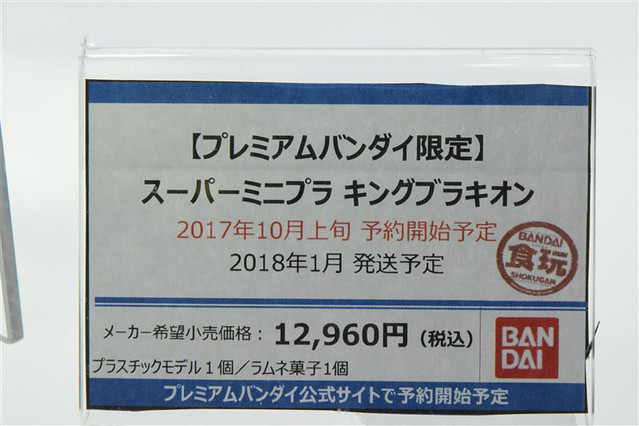 【プレミアムバンダイ限定】
スーパーミニプラ キングブラキオン
2017年10月上旬 予約開始予定
2018年1月 発送予定
BANDAI
食玩
SHOKUGAN
メーカー希望小売価格： 12,960円（税込）
BAN
DAI
プラスチックモデル１個／ラムネ菓子1個
プレミアムバンダイ公式サイトで予約開始予定